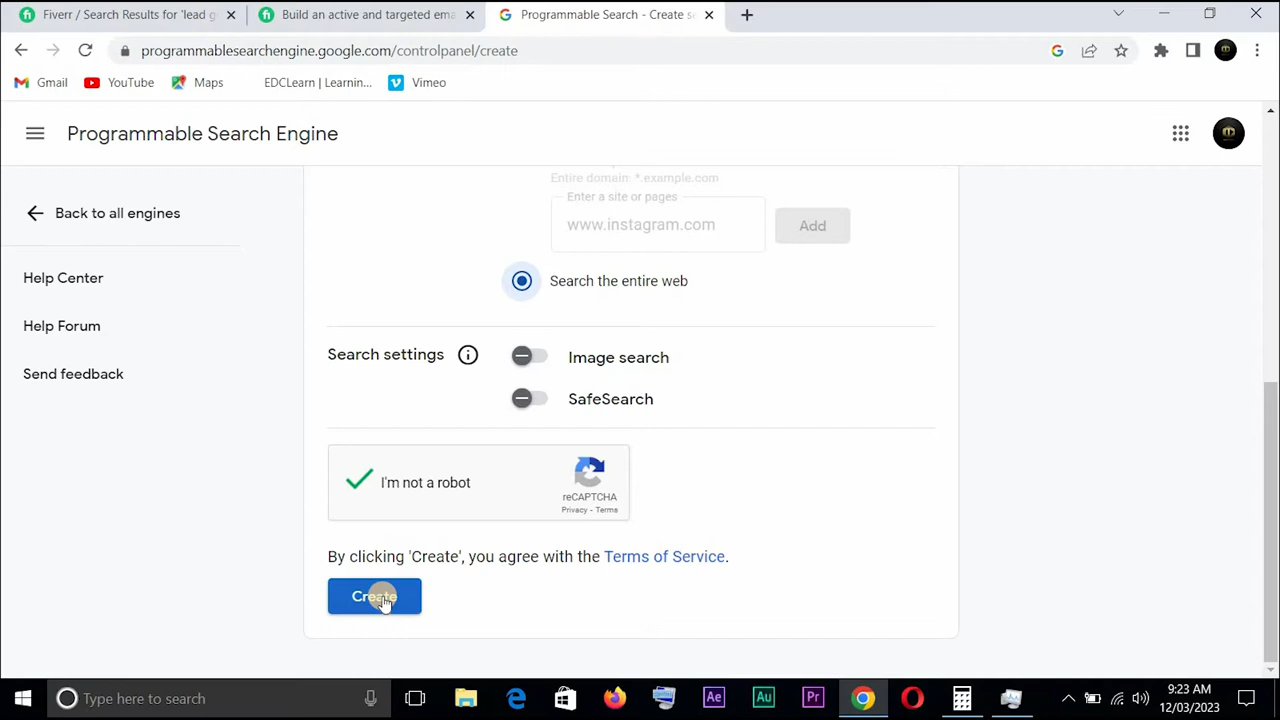 Fiverr / Search Results for 'lead g
Build an active and targeted ema
Programmable Search - Create s
programmablesearchengine.google.com/controlpanel/create
Gmail
YouTube
Maps
EDCLearn | Learnin...
Vimeo
Programmable Search Engine
Back to all engines
Help Center
Help Forum
Send feedback
Entire domain: *.example.com
Enter a site or pages
www.instagram.com
Add
Search the entire web
Search settings
Image search
SafeSearch
I'm not a robot
reCAPTCHA
Privacy - Terms
By clicking 'Create', you agree with the Terms of Service.
Create
Type here to search
Ae
Au
Pr
9:23 AM
12/03/2023